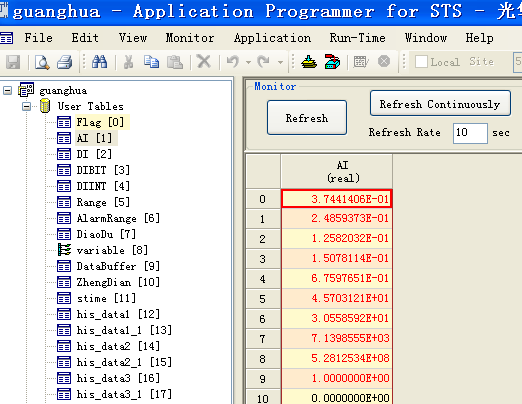 guanghua - Application Programmer for STS - 光
File Edit View Monitor Application Run-Time Window Help
Local Site
guanghua
User Tables
Flag [0]
AI [1]
DI [2]
DIBIT [3]
DIINT [4]
Range [5]
AlarmRange [6]
DiaoDu [7]
variable [8]
DataBuffer [9]
ZhengDian [10]
stime [11]
his_data1 [12]
his_data1_1 [13]
his_data2 [14]
his_data2_1 [15]
his_data3 [16]
his_data3_1 [17]
Monitor
Refresh
Refresh Continuously
Refresh Rate 10 sec
AI
(real)
0 3.7441406E-01
1 2.4859373E-01
2 1.2582032E-01
3 1.5078114E-01
4 6.7597651E-01
5 4.5703121E+01
6 3.0558592E+01
7 7.1398555E+03
8 5.2812534E+08
9 1.0000000E+00
10 0.0000000E+00